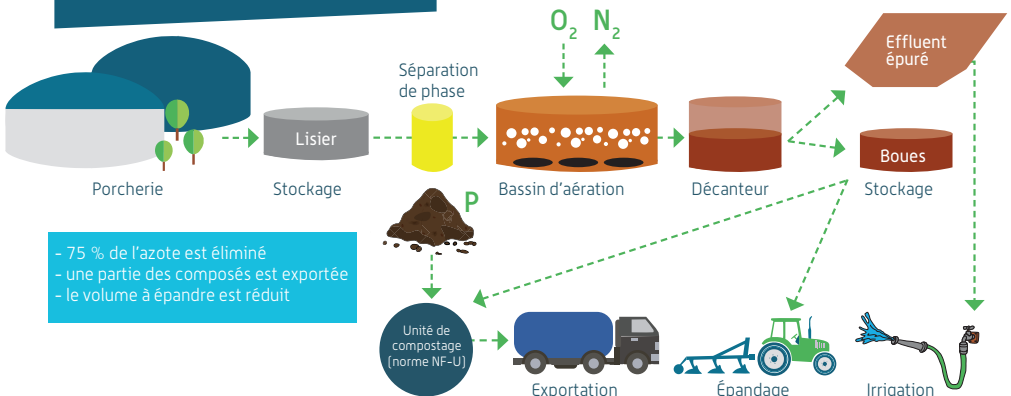 O₂ N₂
Effluent
épuré
Séparation
de phase
Lisier
Boues
Porcherie
Stockage
Bassin d'aération
Décanteur
Stockage
P
- 75 % de l'azote est éliminé
- une partie des composés est exportée
- le volume à épandre est réduit
Unité de
compostage
(norme NF-U)
Exportation
Épandage
Irrigation